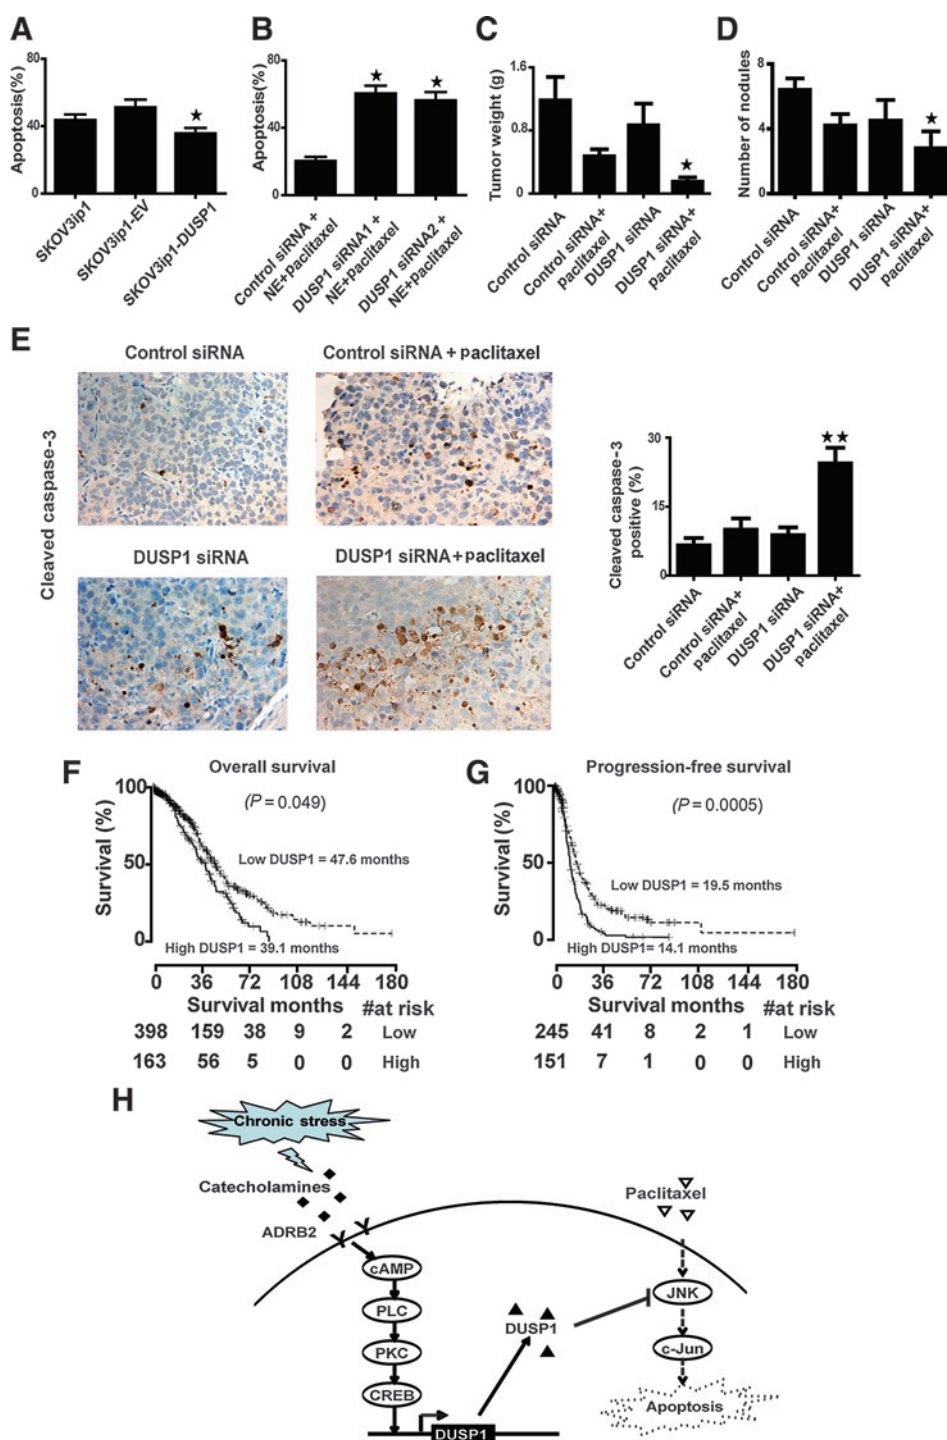 A
B
C
D
Apoptosis(%)
80
40
0
SKOV3ip1
SKOV3ip1-EV
SKOV3ip1-DUSP1
Apoptosis(%)
80
40
0
Control siRNA +
NE+paclitaxel
DUSP1 siRNA1 +
NE+paclitaxel
DUSP1 siRNA2 +
NE+paclitaxel
Tumor weight (g)
1.6
0.8
0
Control siRNA
Control siRNA+
paclitaxel
DUSP1 siRNA
DUSP1 siRNA+
paclitaxel
Number of nodules
8
4
0
Control siRNA
Control siRNA+
paclitaxel
DUSP1 siRNA
DUSP1 siRNA+
paclitaxel
E
Cleaved caspase-3
Control siRNA
Control siRNA + paclitaxel
DUSP1 siRNA
DUSP1 siRNA+paclitaxel
Cleaved caspase-3
positive (%)
30
15
0
Control siRNA
Control siRNA+
paclitaxel
DUSP1 siRNA
DUSP1 siRNA+
paclitaxel
F
Overall survival
(P = 0.049)
Survival (%)
100
50
0
Low DUSP1 = 47.6 months
High DUSP1 = 39.1 months
0 36 72 108 144 180
Survival months #at risk
398 159 38 9 2 Low
163 56 5 0 0 High
G
Progression-free survival
(P = 0.0005)
Survival (%)
100
50
0
Low DUSP1 = 19.5 months
High DUSP1= 14.1 months
0 36 72 108 144 180
Survival months #at risk
245 41 8 2 1 Low
151 7 1 0 0 High
H
Chronic stress
Catecholamines
ADRB2
cAMP
PLC
PKC
CREB
DUSP1
DUSP1
Paclitaxel
JNK
c-Jun
Apoptosis